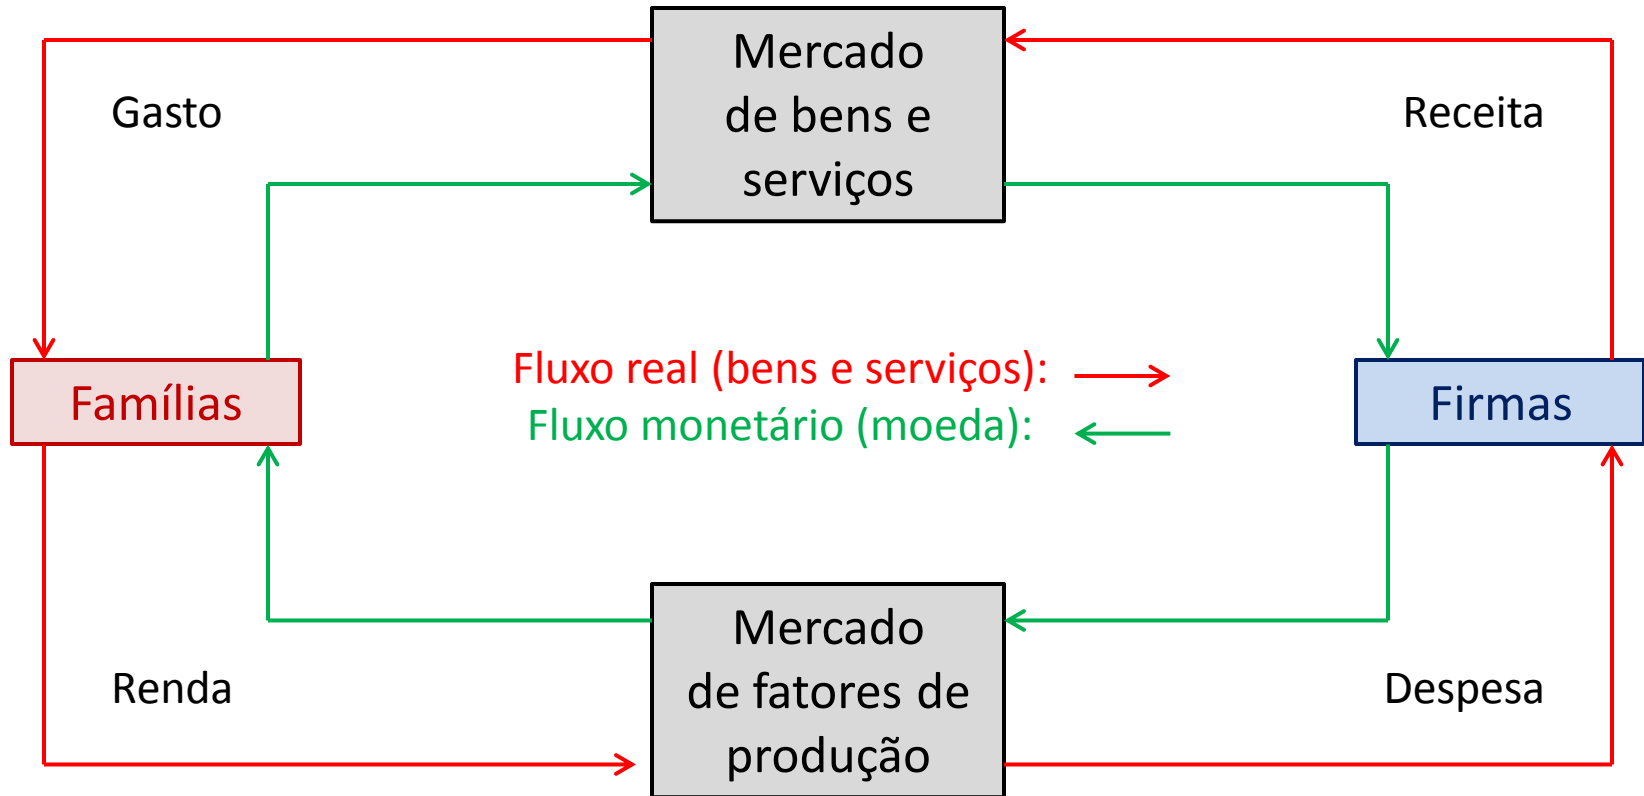 Mercado
de bens e
serviços
Gasto
Receita
Fluxo real (bens e serviços):
Fluxo monetário (moeda):
Famílias
Firmas
Mercado
de fatores de
produção
Renda
Despesa